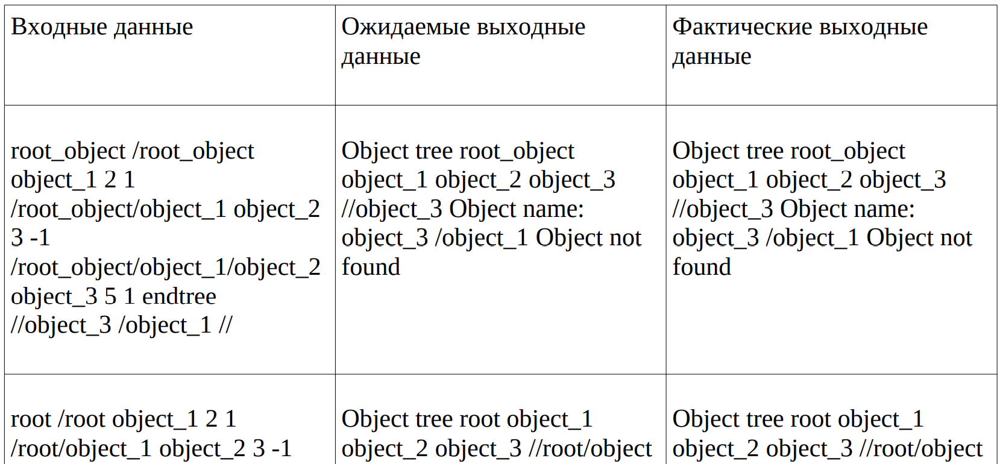 Входные данные
Ожидаемые выходные
данные
Фактические выходные
данные
root_object /root_object
object_1 2 1
/root_object/object_1 object_2
3 -1
/root_object/object_1/object_2
object_3 5 1 endtree
//object_3 /object_1 //
Object tree root_object
object_1 object_2 object_3
//object_3 Object name:
object_3 /object_1 Object not
found
Object tree root_object
object_1 object_2 object_3
//object_3 Object name:
object_3 /object_1 Object not
found
root /root object_1 2 1
/root/object_1 object_2 3 -1
Object tree root object_1
object_2 object_3 //root/object
Object tree root object_1
object_2 object_3 //root/object